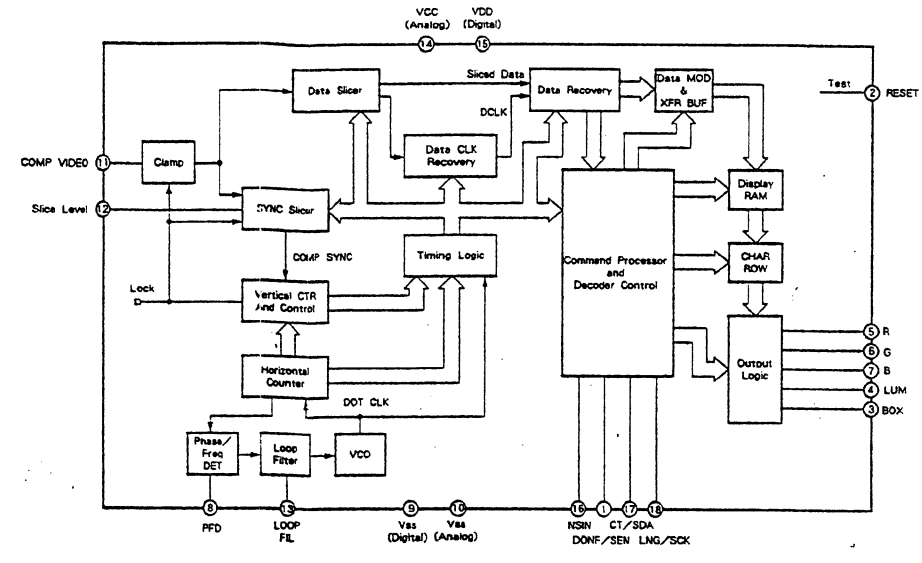 VCC
(Analog)
VDD
(Digital)
14
15
Data Slicer
Sliced Data
Data Recovery
Data MOD
&
XFR BUF
Test
2
RESET
DCLK
Data CLK
Recovery
COMP VIDEO
11
Clamp
Slice Level
12
SYNC Slicer
Display
RAM
COMP SYNC
Timing Logic
Command Processor
and
Decoder Control
CHAR
ROW
Lock
Vertical CTR
And Control
Horizontal
Counter
DOT CLK
Output
Logic
5
R
6
G
7
B
4
LUM
3
BOX
Phase/
Freq
DET
Loop
Filter
VCO
8
13
9
10
16
1
17
18
PFD
LOOP
FIL
Vss
(Digital)
Vss
(Analog)
NSIN
CT/SDA
DONF/SEN
LNG/SCK